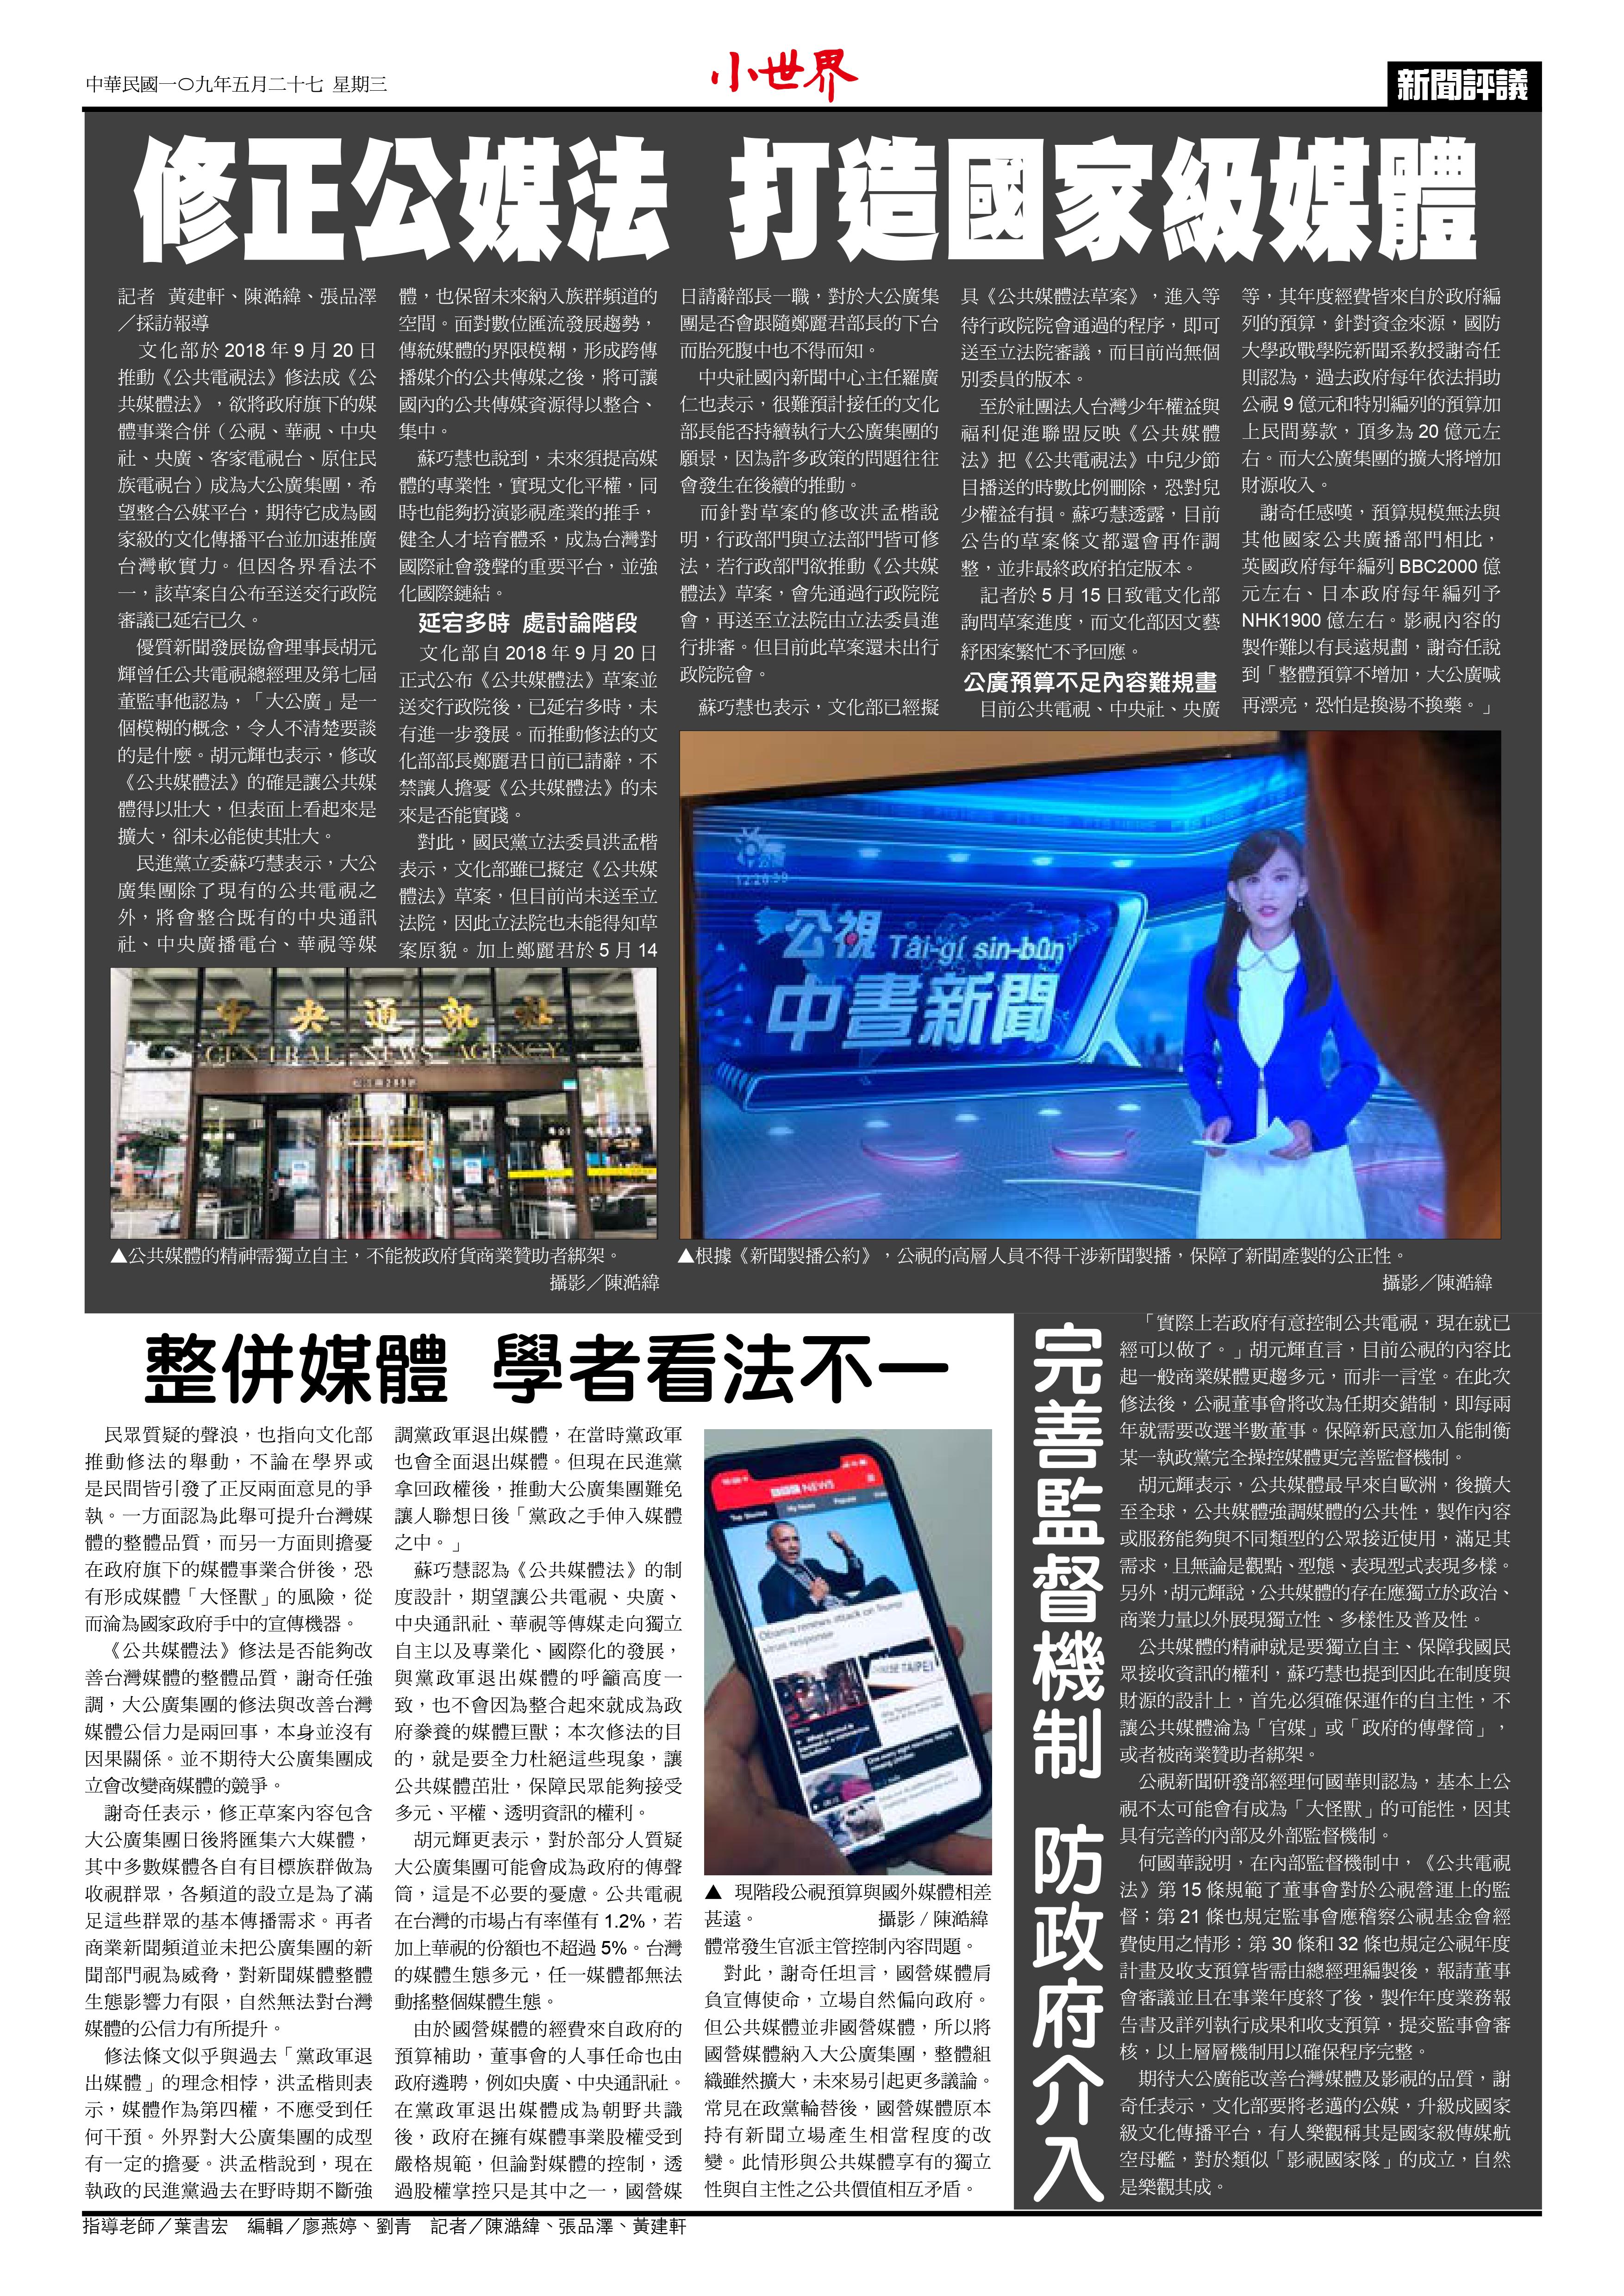 中華民國一〇九年五月二十七 星期三
小世界
新聞評議
修正公媒法 打造國家級媒體
記者 黃建軒、陳澔緯、張品澤
／採訪報導
文化部於 2018 年 9 月 20 日
推動《公共電視法》修法成《公
共媒體法》，欲將政府旗下的媒
體事業合併（公視、華視、中央
社、央廣、客家電視台、原住民
族電視台）成為大公廣集團，希
望整合公媒平台，期待它成為國
家級的文化傳播平台並加速推廣
台灣軟實力。但因各界看法不
一，該草案自公布至送交行政院
審議已延宕已久。
優質新聞發展協會理事長胡元
輝曾任公共電視總經理及第七屆
董監事他認為，「大公廣」是一
個模糊的概念，令人不清楚要談
的是什麼。胡元輝也表示，修改
《公共媒體法》的確是讓公共媒
體得以壯大，但表面上看起來是
擴大，卻未必能使其壯大。
民進黨立委蘇巧慧表示，大公
廣集團除了現有的公共電視之
外，將會整合既有的中央通訊
社、中央廣播電台、華視等媒
體，也保留未來納入族群頻道的
空間。面對數位匯流發展趨勢，
傳統媒體的界限模糊，形成跨傳
播媒介的公共傳媒之後，將可讓
國內的公共傳媒資源得以整合、
集中。
蘇巧慧也說到，未來須提高媒
體的專業性，實現文化平權，同
時也能夠扮演影視產業的推手，
健全人才培育體系，成為台灣對
國際社會發聲的重要平台，並強
化國際鏈結。
延宕多時 處討論階段
文化部自 2018 年 9 月 20 日
正式公布《公共媒體法》草案並
送交行政院後，已延宕多時，未
有進一步發展。而推動修法的文
化部部長鄭麗君日前已請辭，不
禁讓人擔憂《公共媒體法》的未
來是否能實踐。
對此，國民黨立法委員洪孟楷
表示，文化部雖已擬定《公共媒
體法》草案，但目前尚未送至立
法院，因此立法院也未能得知草
案原貌。加上鄭麗君於 5 月 14
日請辭部長一職，對於大公廣集
團是否會跟隨鄭麗君部長的下台
而胎死腹中也不得而知。
中央社國內新聞中心主任羅廣
仁也表示，很難預計接任的文化
部長能否持續執行大公廣集團的
願景，因為許多政策的問題往往
會發生在後續的推動。
而針對草案的修改洪孟楷說
明，行政部門與立法部門皆可修
法，若行政部門欲推動《公共媒
體法》草案，會先通過行政院院
會，再送至立法院由立法委員進
行排審。但目前此草案還未出行
政院院會。
蘇巧慧也表示，文化部已經擬
具《公共媒體法草案》，進入等
待行政院院會通過的程序，即可
送至立法院審議，而目前尚無個
別委員的版本。
至於社團法人台灣少年權益與
福利促進聯盟反映《公共媒體
法》把《公共電視法》中兒少節
目播送的時數比例刪除，恐對兒
少權益有損。蘇巧慧透露，目前
公告的草案條文都還會再作調
整，並非最終政府拍定版本。
記者於 5 月 15 日致電文化部
詢問草案進度，而文化部因文藝
紓困案繁忙不予回應。
公廣預算不足內容難規畫
目前公共電視、中央社、央廣
等，其年度經費皆來自於政府編
列的預算，針對資金來源，國防
大學政戰學院新聞系教授謝奇任
則認為，過去政府每年依法捐助
公視 9 億元和特別編列的預算加
上民間募款，頂多為 20 億元左
右。而大公廣集團的擴大將增加
財源收入。
謝奇任感嘆，預算規模無法與
其他國家公共廣播部門相比，
英國政府每年編列 BBC2000 億
元左右、日本政府每年編列予
NHK1900 億左右。影視內容的
製作難以有長遠規劃，謝奇任說
到「整體預算不增加，大公廣喊
再漂亮，恐怕是換湯不換藥。」
中央通訊社
CENTRAL NEWS AGENCY
公視 Tâi-gí sin-bûn
中晝新聞
▲公共媒體的精神需獨立自主，不能被政府貨商業贊助者綁架。
攝影／陳澔緯
▲根據《新聞製播公約》，公視的高層人員不得干涉新聞製播，保障了新聞產製的公正性。
攝影／陳澔緯
整併媒體 學者看法不一
民眾質疑的聲浪，也指向文化部
推動修法的舉動，不論在學界或
是民間皆引發了正反兩面意見的爭
執。一方面認為此舉可提升台灣媒
體的整體品質，而另一方面則擔憂
在政府旗下的媒體事業合併後，恐
有形成媒體「大怪獸」的風險，從
而淪為國家政府手中的宣傳機器。
《公共媒體法》修法是否能夠改
善台灣媒體的整體品質，謝奇任強
調，大公廣集團的修法與改善台灣
媒體公信力是兩回事，本身並沒有
因果關係。並不期待大公廣集團成
立會改變商媒體的競爭。
謝奇任表示，修正草案內容包含
大公廣集團日後將匯集六大媒體，
其中多數媒體各自有目標族群做為
收視群眾，各頻道的設立是為了滿
足這些群眾的基本傳播需求。再者
商業新聞頻道並未把公廣集團的新
聞部門視為威脅，對新聞媒體整體
生態影響力有限，自然無法對台灣
媒體的公信力有所提升。
修法條文似乎與過去「黨政軍退
出媒體」的理念相悖，洪孟楷則表
示，媒體作為第四權，不應受到任
何干預。外界對大公廣集團的成型
有一定的擔憂。洪孟楷說到，現在
執政的民進黨過去在野時期不斷強
調黨政軍退出媒體，在當時黨政軍
也會全面退出媒體。但現在民進黨
拿回政權後，推動大公廣集團難免
讓人聯想日後「黨政之手伸入媒體
之中。」
蘇巧慧認為《公共媒體法》的制
度設計，期望讓公共電視、央廣、
中央通訊社、華視等傳媒走向獨立
自主以及專業化、國際化的發展，
與黨政軍退出媒體的呼籲高度一
致，也不會因為整合起來就成為政
府豢養的媒體巨獸；本次修法的目
的，就是要全力杜絕這些現象，讓
公共媒體茁壯，保障民眾能夠接受
多元、平權、透明資訊的權利。
胡元輝更表示，對於部分人質疑
大公廣集團可能會成為政府的傳聲
筒，這是不必要的憂慮。公共電視
在台灣的市場占有率僅有 1.2%，若
加上華視的份額也不超過 5%。台灣
的媒體生態多元，任一媒體都無法
動搖整個媒體生態。
由於國營媒體的經費來自政府的
預算補助，董事會的人事任命也由
政府遴聘，例如央廣、中央通訊社。
在黨政軍退出媒體成為朝野共識
後，政府在擁有媒體事業股權受到
嚴格規範，但論對媒體的控制，透
過股權掌控只是其中之一，國營媒
BBC NEWS
Top Stories My News Popular
Obama renews attack on Trump
virus response
CHINESE TAIPEI
▲ 現階段公視預算與國外媒體相差
甚遠。 攝影 / 陳澔緯
體常發生官派主管控制內容問題。
對此，謝奇任坦言，國營媒體肩
負宣傳使命，立場自然偏向政府。
但公共媒體並非國營媒體，所以將
國營媒體納入大公廣集團，整體組
織雖然擴大，未來易引起更多議論。
常見在政黨輪替後，國營媒體原本
持有新聞立場產生相當程度的改
變。此情形與公共媒體享有的獨立
性與自主性之公共價值相互矛盾。
完善監督機制 防政府介入
「實際上若政府有意控制公共電視，現在就已
經可以做了。」胡元輝直言，目前公視的內容比
起一般商業媒體更趨多元，而非一言堂。在此次
修法後，公視董事會將改為任期交錯制，即每兩
年就需要改選半數董事。保障新民意加入能制衡
某一執政黨完全操控媒體更完善監督機制。
胡元輝表示，公共媒體最早來自歐洲，後擴大
至全球，公共媒體強調媒體的公共性，製作內容
或服務能夠與不同類型的公眾接近使用，滿足其
需求，且無論是觀點、型態、表現型式表現多樣。
另外，胡元輝說，公共媒體的存在應獨立於政治、
商業力量以外展現獨立性、多樣性及普及性。
公共媒體的精神就是要獨立自主、保障我國民
眾接收資訊的權利，蘇巧慧也提到因此在制度與
財源的設計上，首先必須確保運作的自主性，不
讓公共媒體淪為「官媒」或「政府的傳聲筒」，
或者被商業贊助者綁架。
公視新聞研發部經理何國華則認為，基本上公
視不太可能會有成為「大怪獸」的可能性，因其
具有完善的內部及外部監督機制。
何國華說明，在內部監督機制中，《公共電視
法》第 15 條規範了董事會對於公視營運上的監
督；第 21 條也規定監事會應稽察公視基金會經
費使用之情形；第 30 條和 32 條也規定公視年度
計畫及收支預算皆需由總經理編製後，報請董事
會審議並且在事業年度終了後，製作年度業務報
告書及詳列執行成果和收支預算，提交監事會審
核，以上層層機制用以確保程序完整。
期待大公廣能改善台灣媒體及影視的品質，謝
奇任表示，文化部要將老邁的公媒，升級成國家
級文化傳播平台，有人樂觀稱其是國家級傳媒航
空母艦，對於類似「影視國家隊」的成立，自然
是樂觀其成。
指導老師／葉書宏 編輯／廖燕婷、劉青 記者／陳澔緯、張品澤、黃建軒